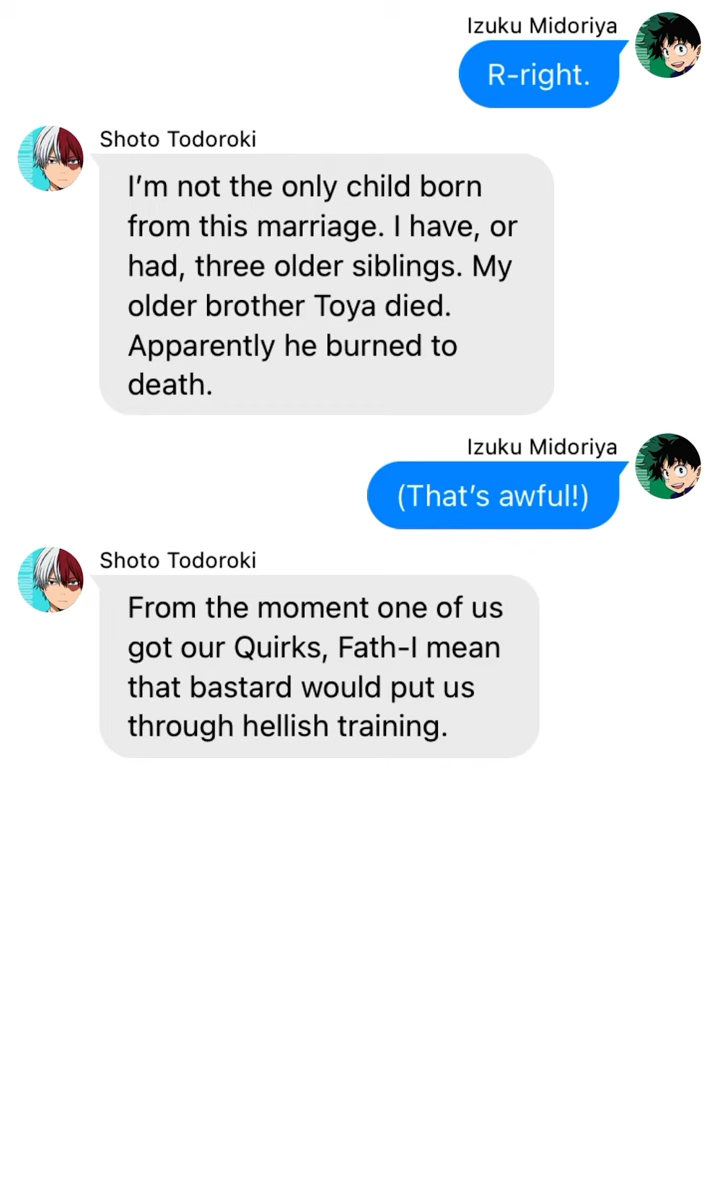 Izuku Midoriya
R-right.
Shoto Todoroki
I’m not the only child born
from this marriage. I have, or
had, three older siblings. My
older brother Toya died.
Apparently he burned to
death.
Izuku Midoriya
(That’s awful!)
Shoto Todoroki
From the moment one of us
got our Quirks, Fath-I mean
that bastard would put us
through hellish training.